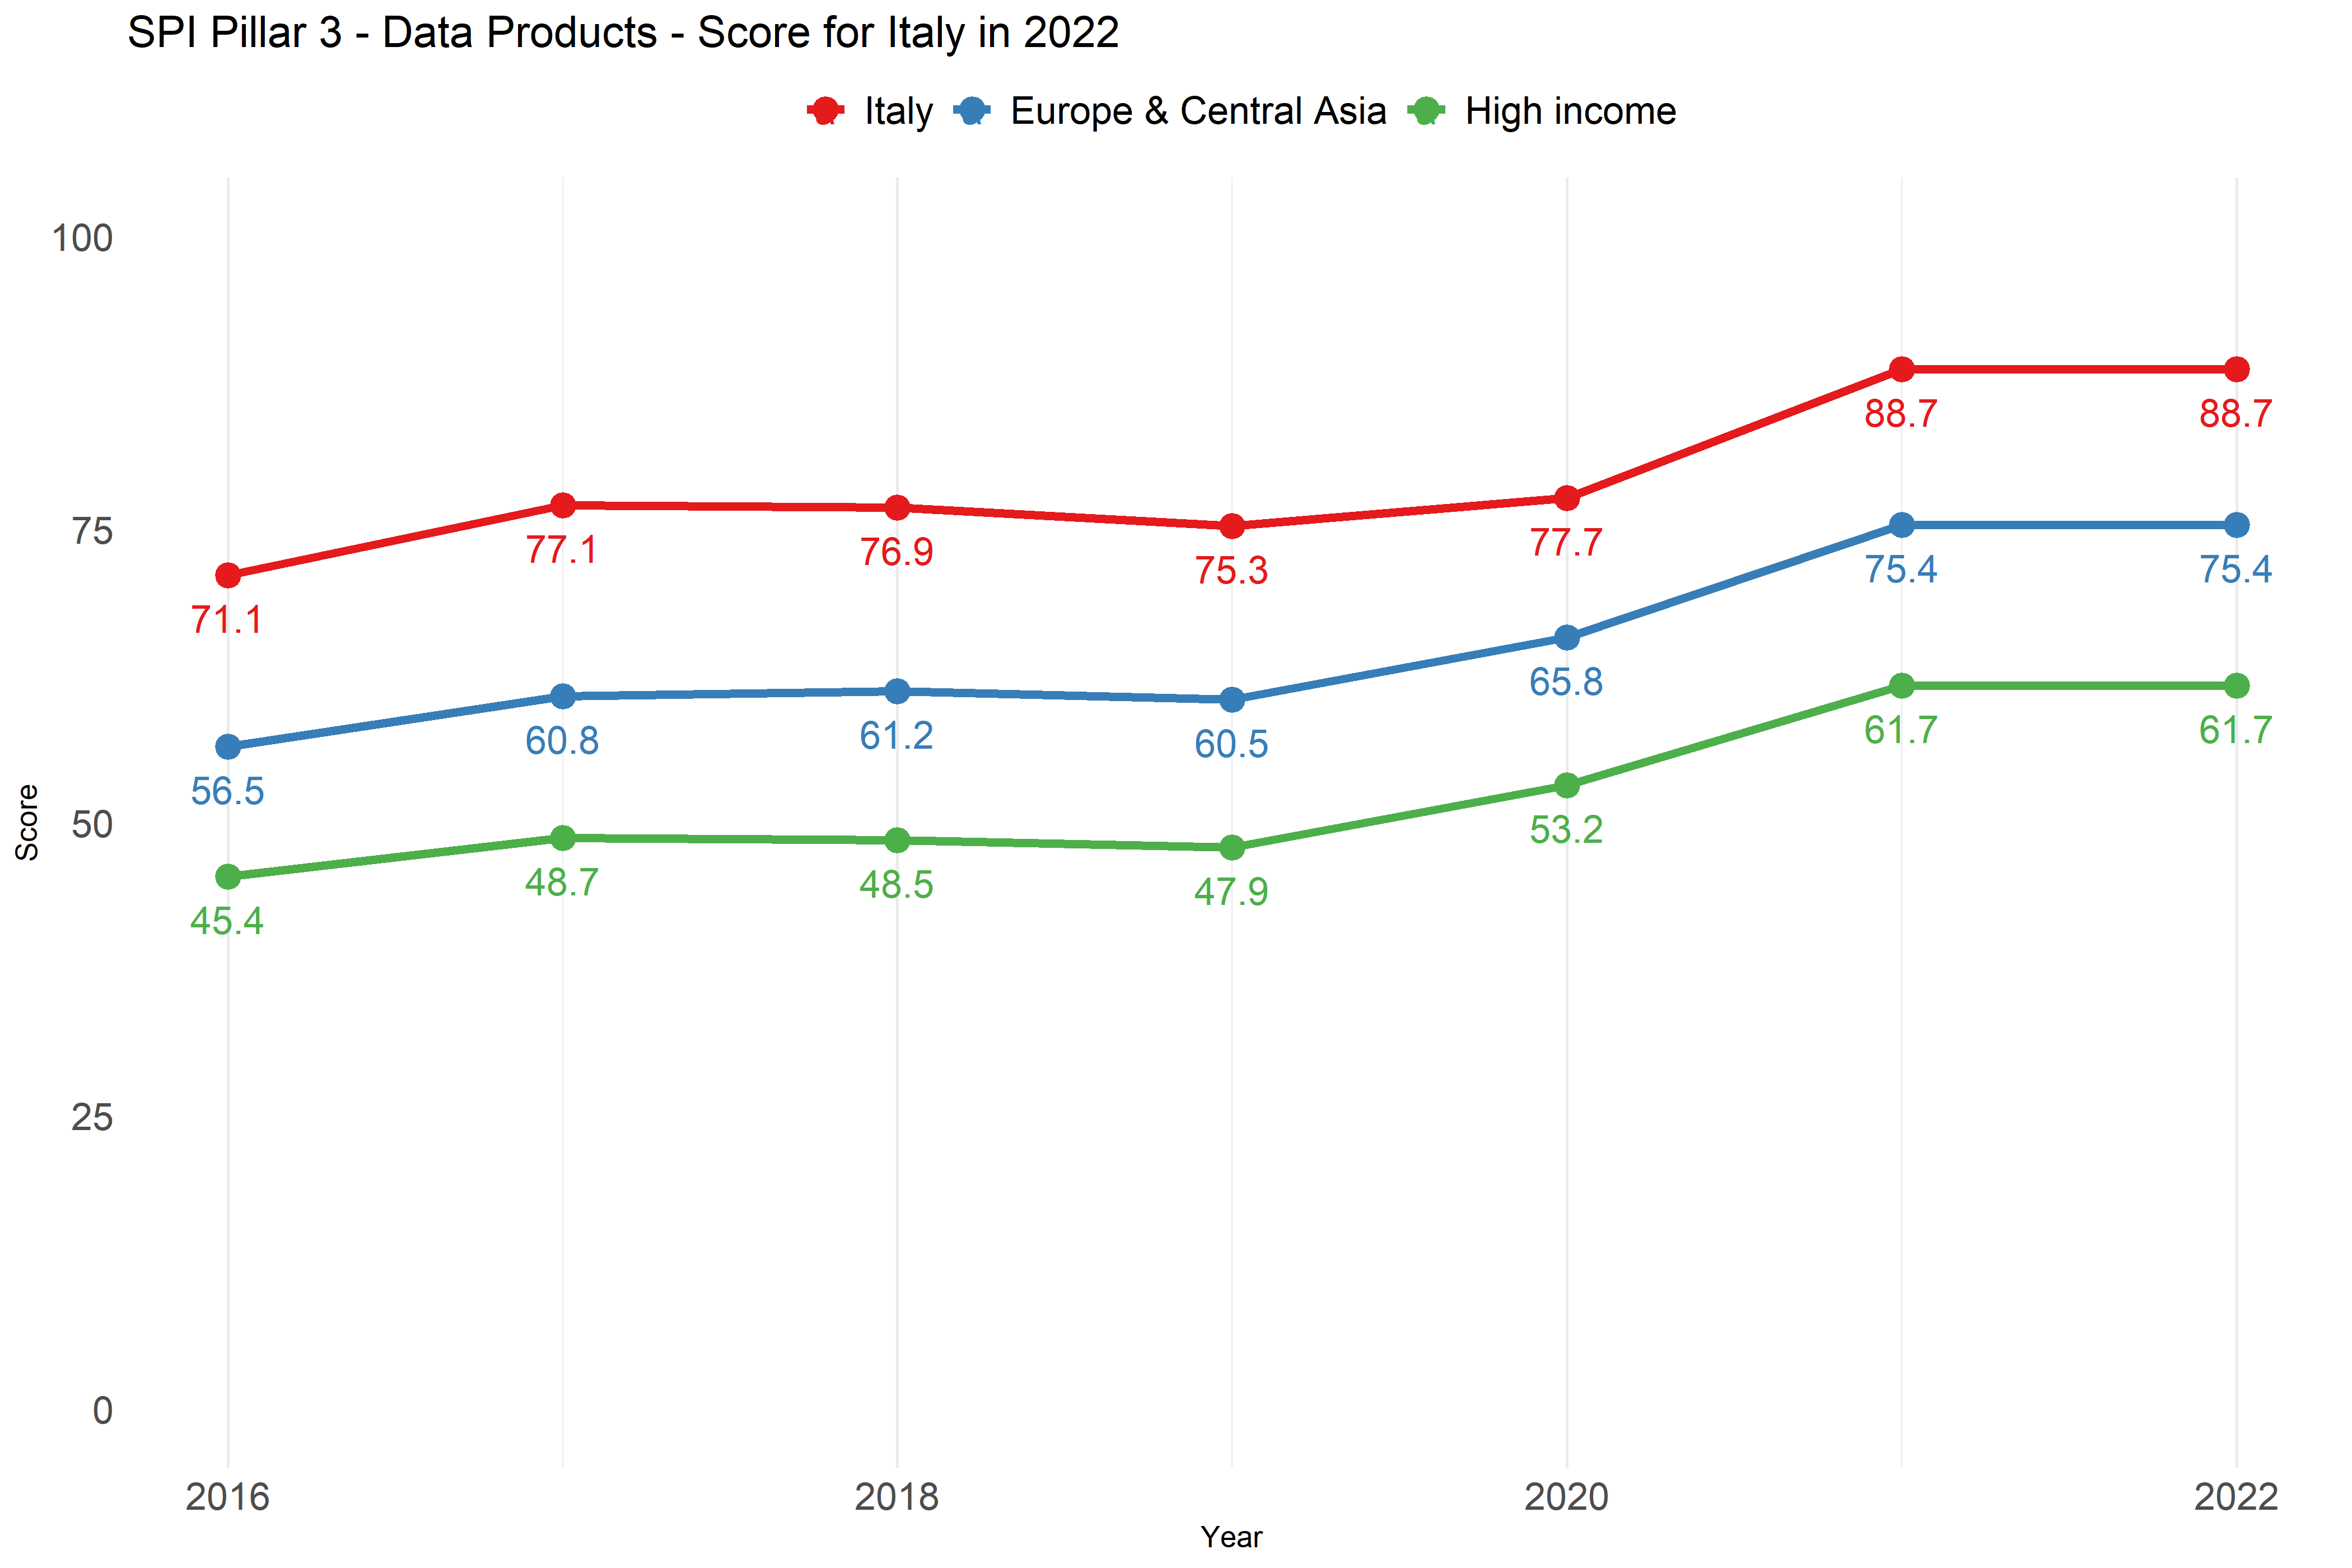 SPI Pillar 3 - Data Products - Score for Italy in 2022
Italy Europe & Central Asia High income
100
75
50
25
0
Score
88.7 88.7
77.1 76.9 75.3 77.7
71.1
75.4 75.4
65.8
60.8 61.2 60.5
56.5
61.7 61.7
53.2
48.7 48.5 47.9
45.4
2016 2018 2020 2022
Year